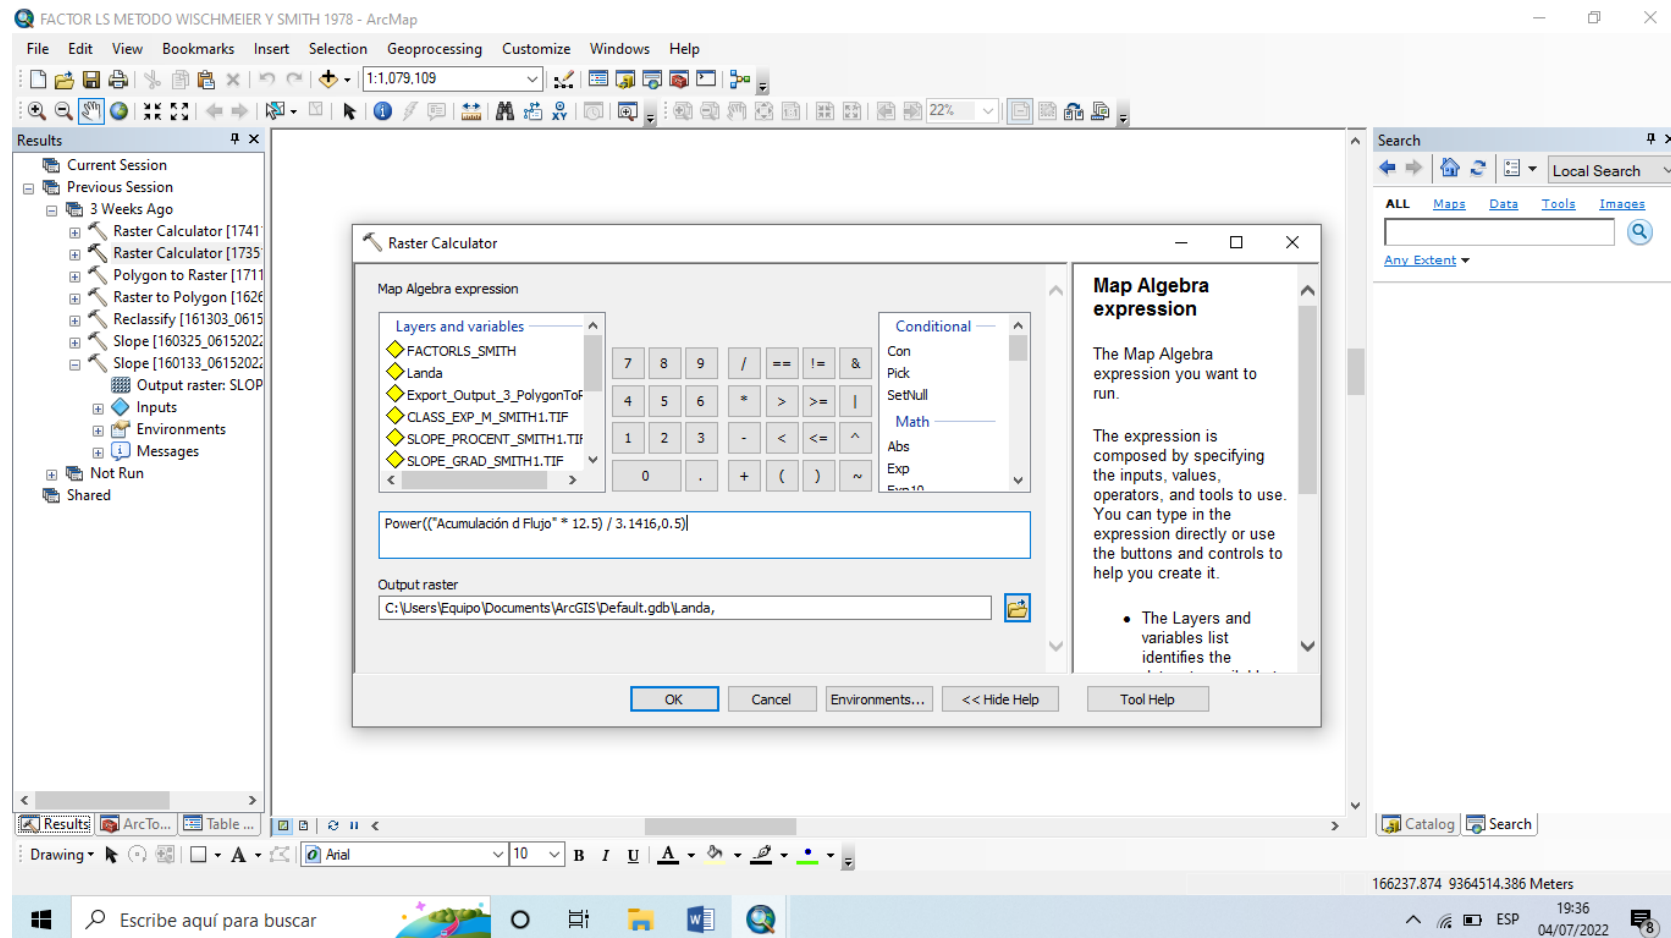 FACTOR LS METODO WISCHMEIER Y SMITH 1978 - ArcMap
File Edit View Bookmarks Insert Selection Geoprocessing Customize Windows Help
1:1,079,109
22%
Results
Current Session
Previous Session
3 Weeks Ago
Raster Calculator [1741
Raster Calculator [1735
Polygon to Raster [1711
Raster to Polygon [1626
Reclassify [161303_0615
Slope [160325_06152022
Slope [160133_06152022
Output raster: SLOP
Inputs
Environments
Messages
Not Run
Shared
Raster Calculator
Map Algebra expression
Layers and variables
FACTORLS_SMITH
Landa
Export_Output_3_PolygonToR
CLASS_EXP_M_SMITH1.TIF
SLOPE_PROCENT_SMITH1.TIF
SLOPE_GRAD_SMITH1.TIF
7 8 9 / == != &
4 5 6 * > >= |
1 2 3 - < <= ^
0 . + ( ) ~
Conditional
Con
Pick
SetNull
Math
Abs
Exp
Exp10
Power(("Acumulación d Flujo" * 12.5) / 3.1416,0.5)
Output raster
C:\Users\Equipo\Documents\ArcGIS\Default.gdb\Landa,
OK Cancel Environments... << Hide Help Tool Help
Map Algebra
expression
The Map Algebra
expression you want to
run.
The expression is
composed by specifying
the inputs, values,
operators, and tools to use.
You can type in the
expression directly or use
the buttons and controls to
help you create it.
• The Layers and
variables list
identifies the
Search
Local Search
ALL Maps Data Tools Images
Any Extent
Results ArcTo... Table ...
Catalog Search
Drawing A Arial 10 B I U A
166237.874 9364514.386 Meters
Escribe aquí para buscar
ESP
19:36
04/07/2022
8